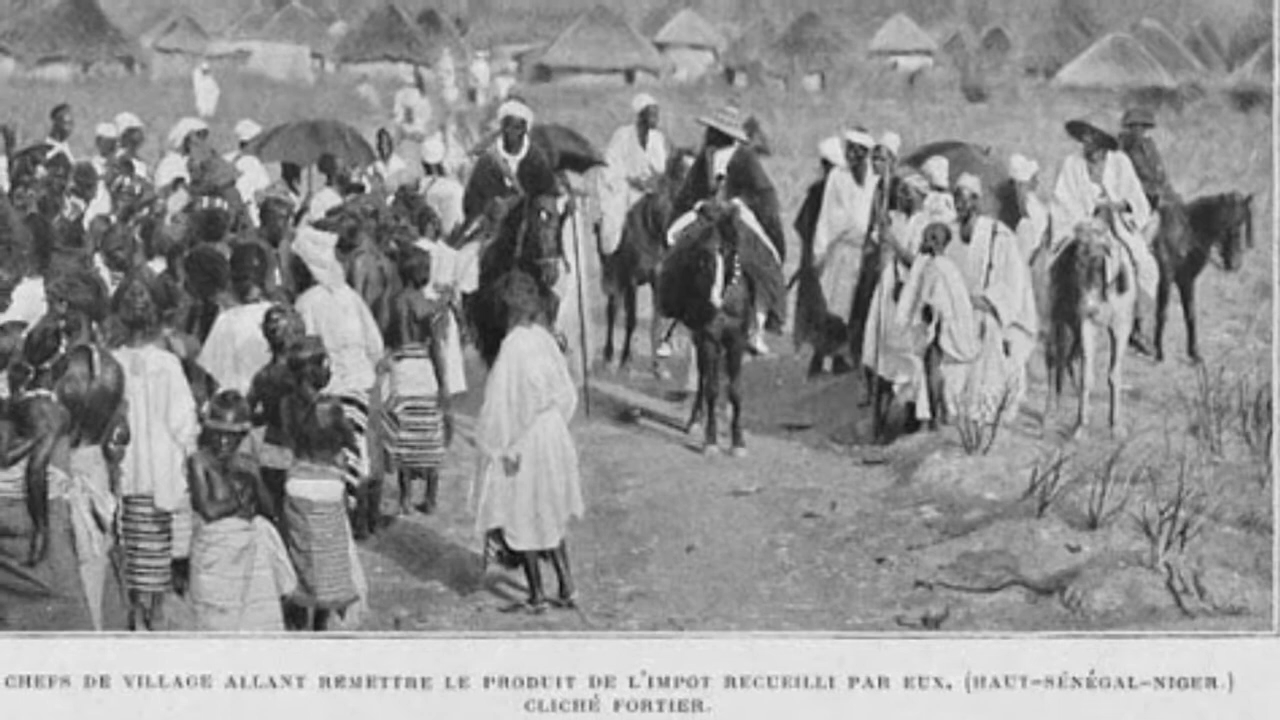 CHEFS DE VILLAGE ALLANT REMETTRE LE PRODUIT DE L'IMPOT RECUEILLI PAR EUX. (HAUT-SÉNÉGAL-NIGER.)
CLICHÉ FORTIER.